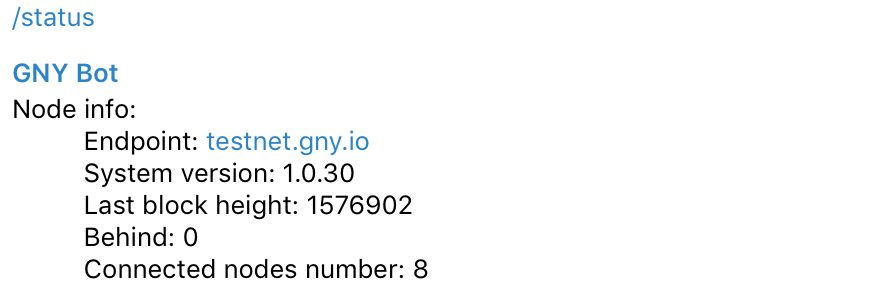 /status
GNY Bot
Node info:
Endpoint: testnet.gny.io
System version: 1.0.30
Last block height: 1576902
Behind: 0
Connected nodes number: 8